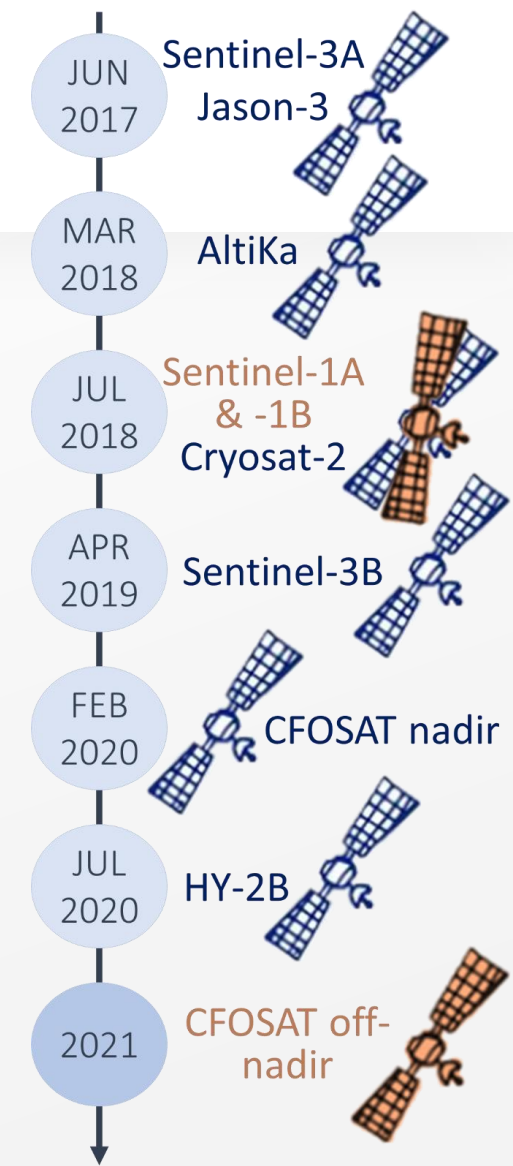 JUN
2017
Sentinel-3A
Jason-3
MAR
2018
AltiKa
JUL
2018
Sentinel-1A
& -1B
Cryosat-2
APR
2019
Sentinel-3B
FEB
2020
CFOSAT nadir
JUL
2020
HY-2B
2021
CFOSAT off-
nadir